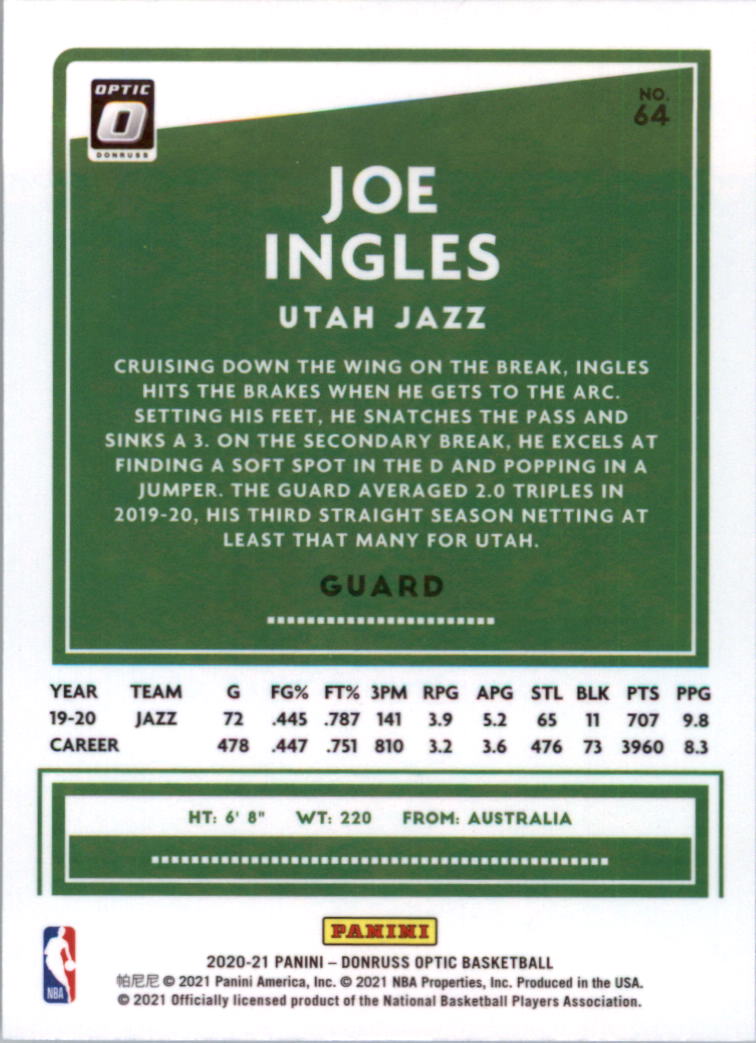 OPTIC
O
DONRUSS
NO.
64
JOE
INGLES
UTAH JAZZ
CRUISING DOWN THE WING ON THE BREAK, INGLES
HITS THE BRAKES WHEN HE GETS TO THE ARC.
SETTING HIS FEET, HE SNATCHES THE PASS AND
SINKS A 3. ON THE SECONDARY BREAK, HE EXCELS AT
FINDING A SOFT SPOT IN THE D AND POPPING IN A
JUMPER. THE GUARD AVERAGED 2.0 TRIPLES IN
2019-20, HIS THIRD STRAIGHT SEASON NETTING AT
LEAST THAT MANY FOR UTAH.
GUARD
YEAR TEAM G FG% FT% 3PM RPG APG STL BLK PTS PPG
19-20 JAZZ 72 .445 .787 141 3.9 5.2 65 11 707 9.8
CAREER 478 .447 .751 810 3.2 3.6 476 73 3960 8.3
HT: 6' 8" WT: 220 FROM: AUSTRALIA
PANINI
2020-21 PANINI – DONRUSS OPTIC BASKETBALL
帕尼尼 © 2021 Panini America, Inc. © 2021 NBA Properties, Inc. Produced in the USA.
© 2021 Officially licensed product of the National Basketball Players Association.
NBA